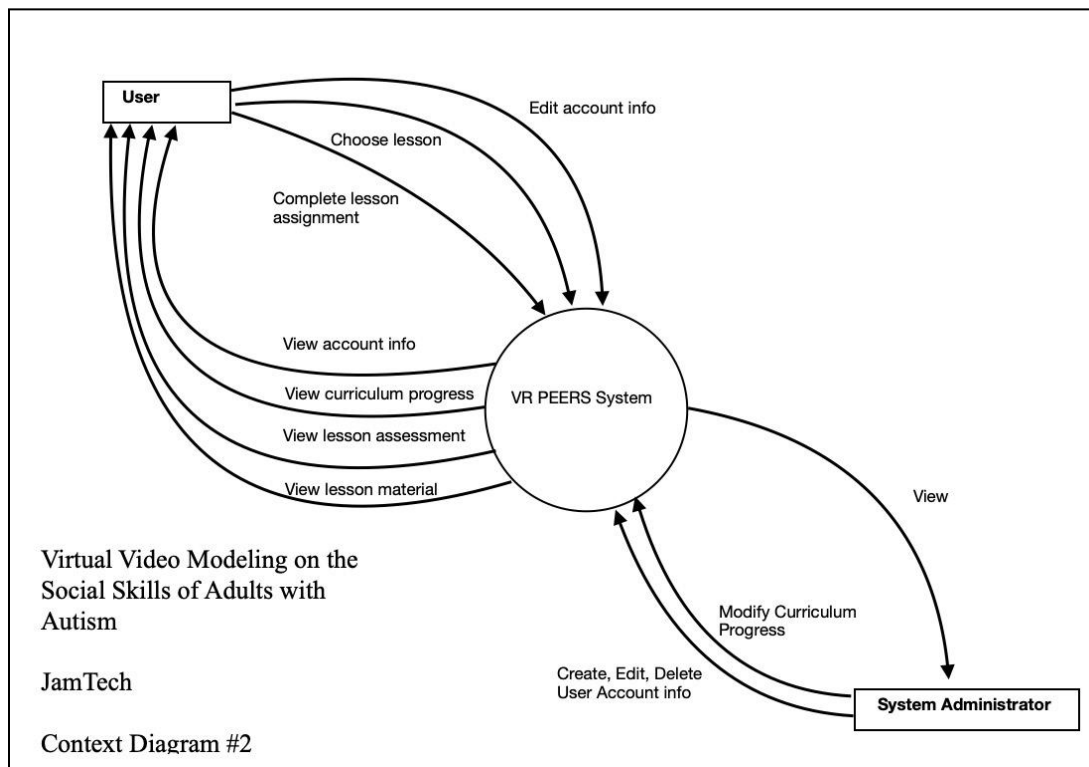 User
Edit account info
Choose lesson
Complete lesson
assignment
View account info
View curriculum progress
VR PEERS System
View lesson assessment
View lesson material
View
Virtual Video Modeling on the
Social Skills of Adults with
Autism
JamTech
Context Diagram #2
Modify Curriculum
Progress
Create, Edit, Delete
User Account info
System Administrator